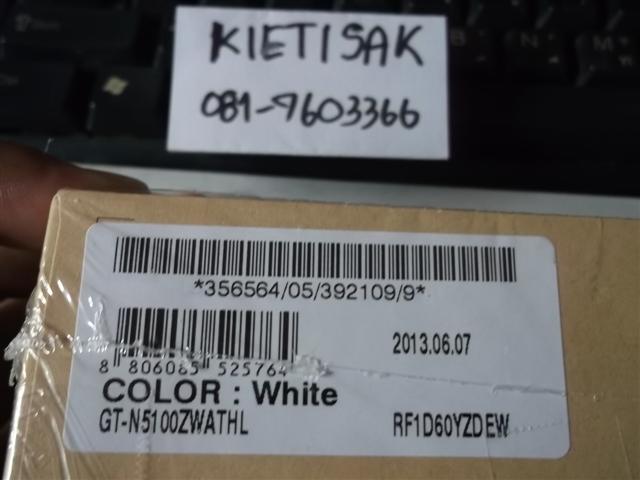 KIETISAK
081-9603366
*356564/05/392109/9*
2013.06.07
8 806085 525764
COLOR : White
GT-N5100ZWATHL
RF1D60YZDEW
B N M